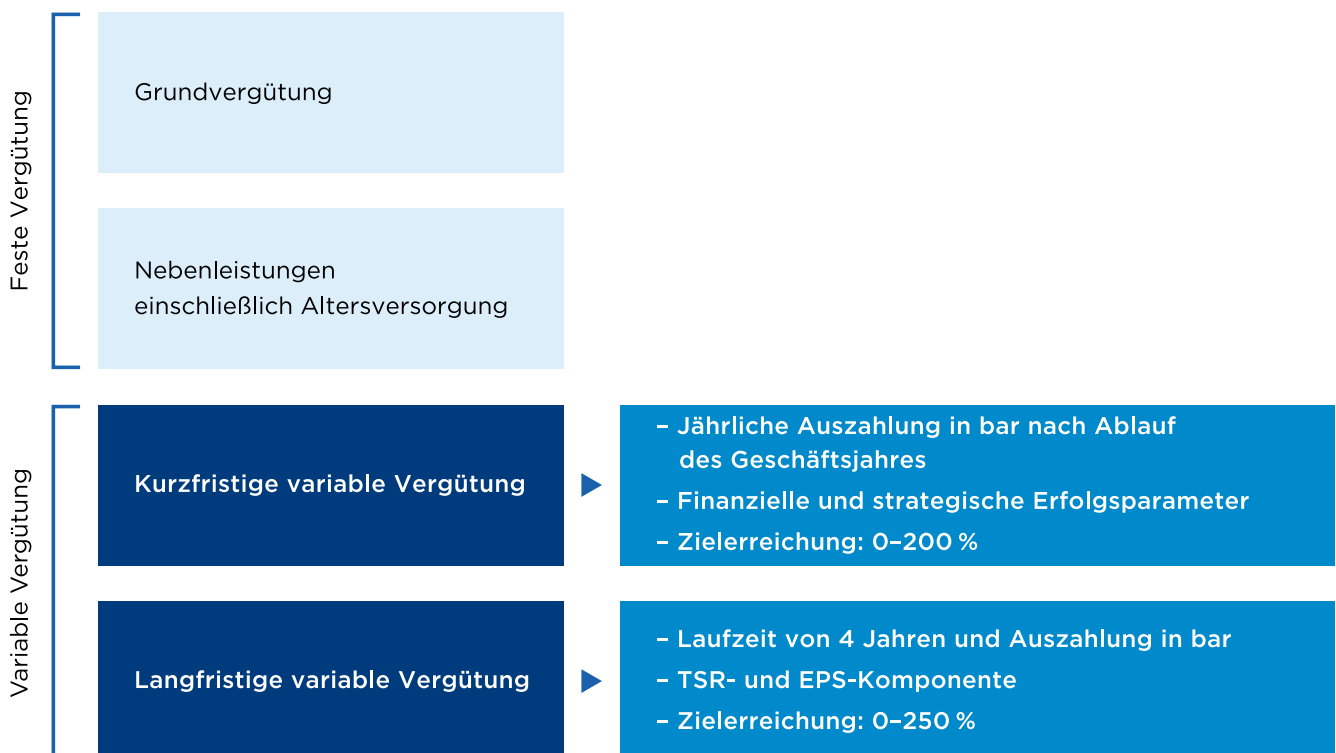 Feste Vergütung
Grundvergütung
Nebenleistungen
einschließlich Altersversorgung
Variable Vergütung
Kurzfristige variable Vergütung
– Jährliche Auszahlung in bar nach Ablauf
des Geschäftsjahres
– Finanzielle und strategische Erfolgsparameter
– Zielerreichung: 0–200 %
Langfristige variable Vergütung
– Laufzeit von 4 Jahren und Auszahlung in bar
– TSR- und EPS-Komponente
– Zielerreichung: 0–250 %